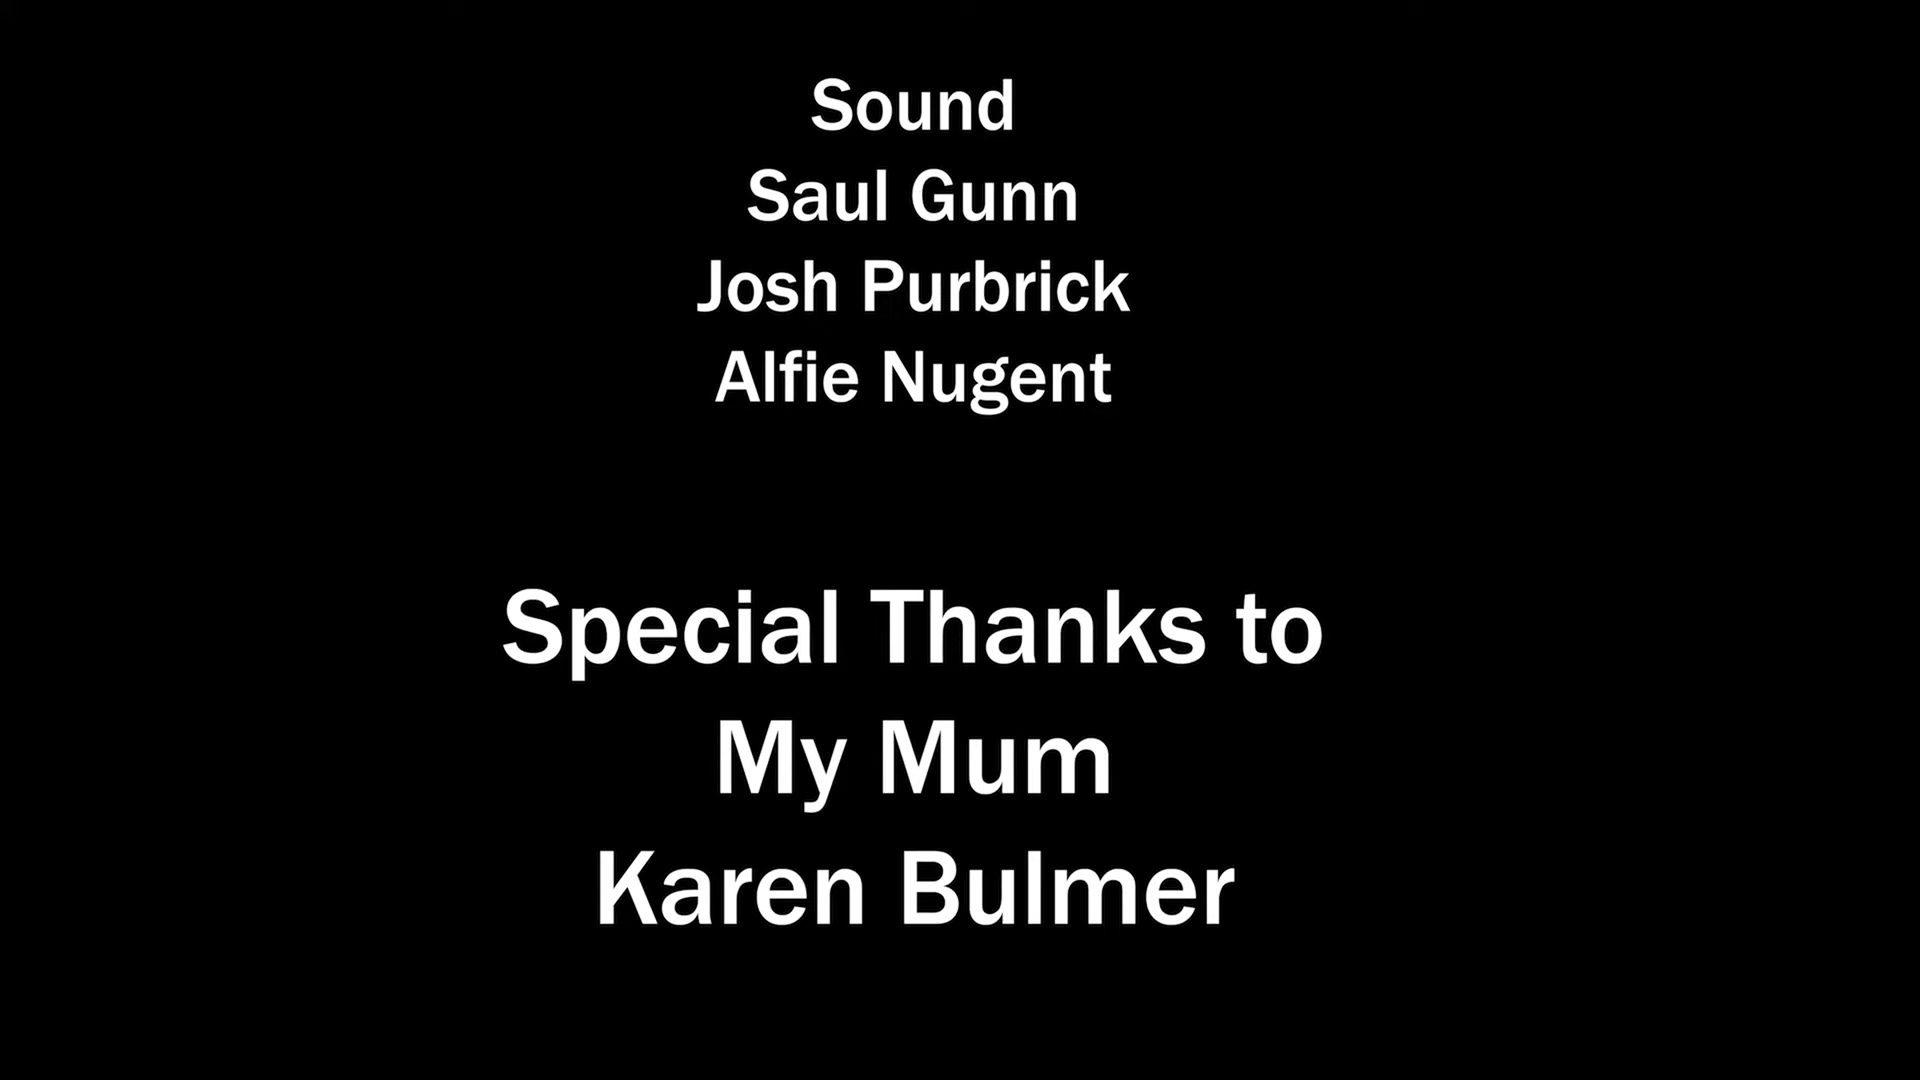 Sound
Saul Gunn
Josh Purbrick
Alfie Nugent
Special Thanks to
My Mum
Karen Bulmer